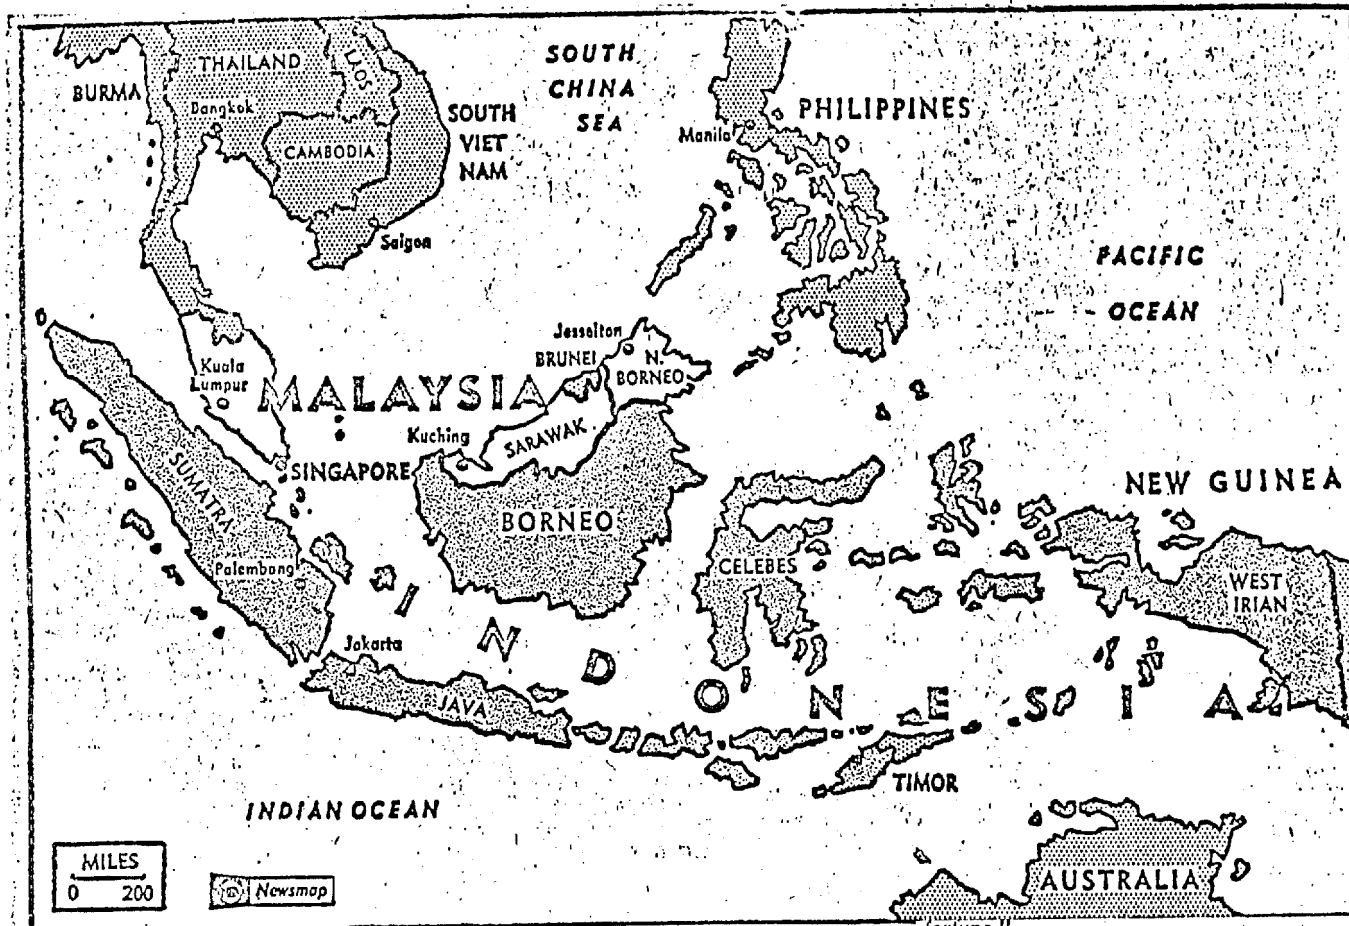 THAILAND
LAOS
BURMA
Bangkok
CAMBODIA
SOUTH
VIET
NAM
Saigon
SOUTH
CHINA
SEA
PHILIPPINES
Manila
PACIFIC
OCEAN
Jesselton
BRUNEI
N.
BORNEO
Kuala
Lumpur
MALAYSIA
Kuching
SARAWAK
SINGAPORE
SUMATRA
BORNEO
NEW GUINEA
Palembang
CELEBES
WEST
IRIAN
Jakarta
JAVA
INDONESIA
TIMOR
INDIAN OCEAN
MILES
0 200
Newsmap
AUSTRALIA